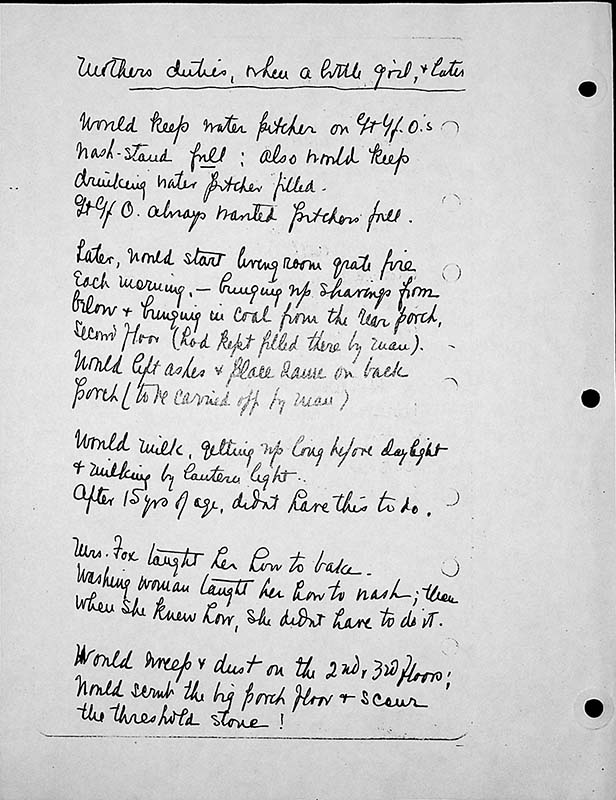 Mothers duties, when a little girl, & later
Would keep water pitcher on Gt Gf. O.'s
wash-stand full; also would keep
drinking water pitcher filled.
Gt Gf O. always wanted pitchers full.
Later, would start livingroom grate fire
each morning, – bringing up shavings from
below & bringing in coal from the rear porch,
second floor (had kept filled there by man).
Would lift ashes & place same on back
porch (to be carried off by man)
Would milk, getting up long before daylight
& milking by lantern light..
After 15 yrs of age, didnt have this to do.
Mrs. Fox taught her how to bake.
Washing woman taught her how to wash; then
when she knew how, she didnt have to do it.
Would sweep & dust on the 2nd & 3rd floors;
would scrub the big porch floor & scour
the threshold stone!